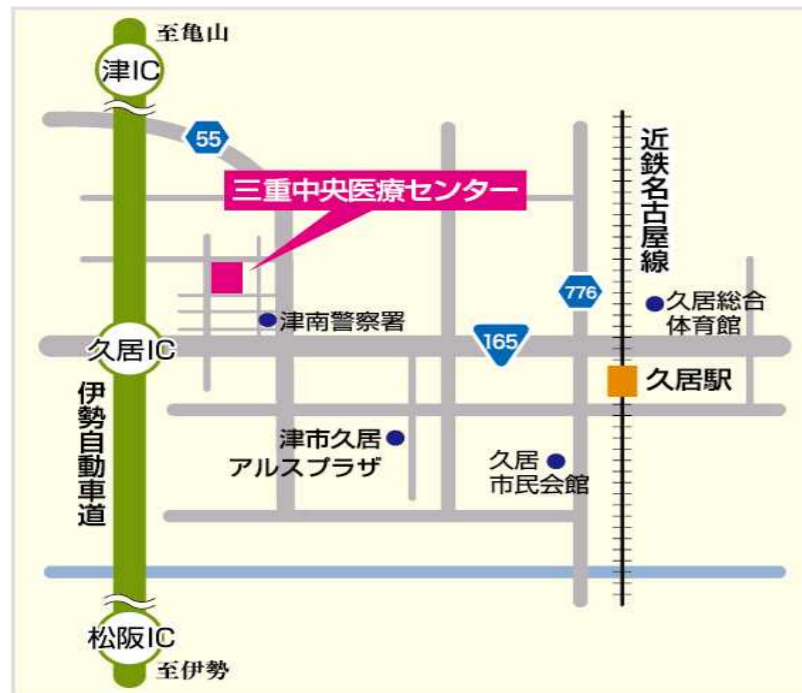 至亀山
津IC
55
三重中央医療センター
近鉄名古屋線
776
久居総合
体育館
津南警察署
165
久居IC
久居駅
伊勢自動車道
津市久居
アルスプラザ
久居
市民会館
松阪IC
至伊勢